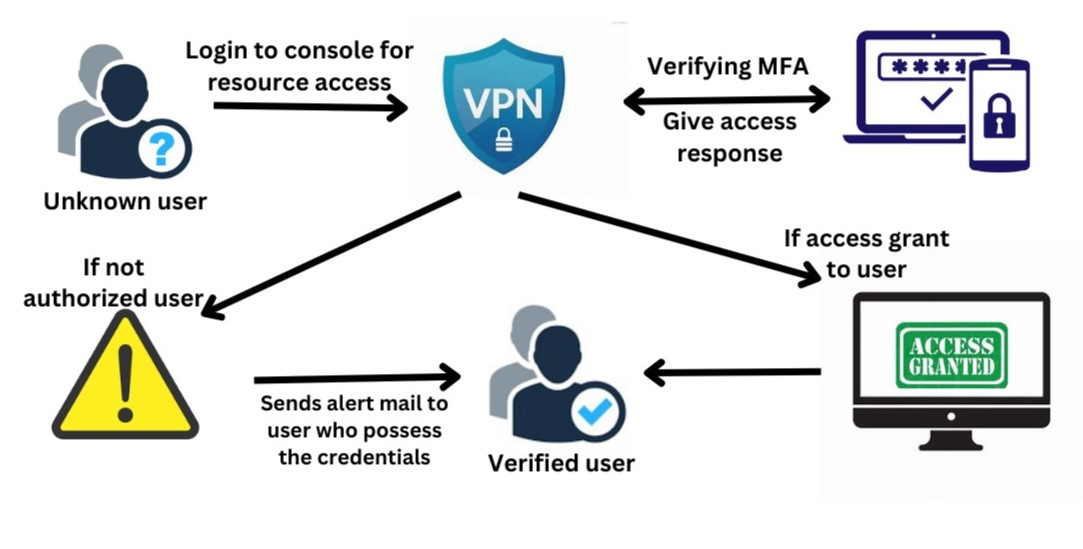 Login to console for
resource access
VPN
Verifying MFA
****
Give access
response
Unknown user
?
If not
authorized user
If access grant
to user
!
ACCESS
GRANTED
Sends alert mail to
user who possess
the credentials
Verified user